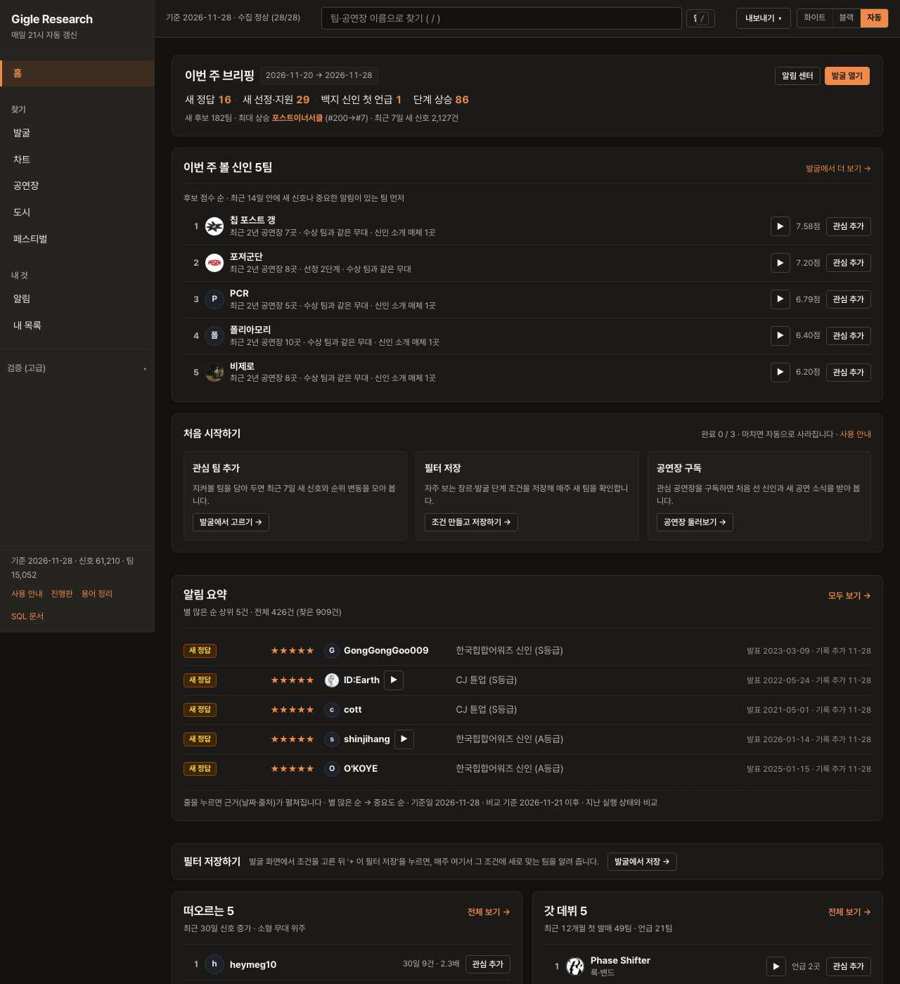 Gigle Research
매일 21시 자동 갱신
홈
찾기
발굴
차트
공연장
도시
페스티벌
내 것
알림
내 목록
검증 (고급)
기준 2026-11-28 · 신호 61,210 · 팀 15,052
사용 안내 진행판 용어 정리
SQL 문서
기준 2026-11-28 · 수집 정상 (28/28)
팀·공연장 이름으로 찾기 ( / )
내보내기
화이트 블랙 자동
이번 주 브리핑 2026-11-20 → 2026-11-28
알림 센터 발굴 열기
새 정답 16 새 선정·지원 29 백지 신인 첫 언급 1 단계 상승 86
새 후보 182팀 · 최대 상승 포스트이너서클 (#200→#7) · 최근 7일 새 신호 2,127건
이번 주 볼 신인 5팀
발굴에서 더 보기 →
후보 점수 순 · 최근 14일 안에 새 신호나 중요한 알림이 있는 팀 먼저
1 칩 포스트 갱
최근 2년 공연장 7곳 · 수상 팀과 같은 무대 · 신인 소개 매체 1곳
▶ 7.58점 관심 추가
2 포져군단
최근 2년 공연장 8곳 · 선정 2단계 · 수상 팀과 같은 무대
▶ 7.20점 관심 추가
3 P PCR
최근 2년 공연장 5곳 · 수상 팀과 같은 무대 · 신인 소개 매체 1곳
▶ 6.79점 관심 추가
4 폴 폴리아모리
최근 2년 공연장 10곳 · 수상 팀과 같은 무대 · 신인 소개 매체 1곳
▶ 6.40점 관심 추가
5 비제로
최근 2년 공연장 8곳 · 수상 팀과 같은 무대 · 신인 소개 매체 1곳
▶ 6.20점 관심 추가
처음 시작하기
완료 0 / 3 · 마치면 자동으로 사라집니다 · 사용 안내
관심 팀 추가
지켜볼 팀을 담아 두면 최근 7일 새 신호와 순위 변동을 모아 봅니다.
발굴에서 고르기 →
필터 저장
자주 보는 장르·발굴 단계 조건을 저장해 매주 새 팀을 확인합니다.
조건 만들고 저장하기 →
공연장 구독
관심 공연장을 구독하면 처음 선 신인과 새 공연 소식을 받아 봅니다.
공연장 둘러보기 →
알림 요약
모두 보기 →
별 많은 순 상위 5건 · 전체 426건 (잦은 909건)
새 정답 ★★★★★ G GongGongGoo009 한국힙합어워즈 신인 (S등급) 발표 2023-03-09 · 기록 추가 11-28
새 정답 ★★★★★ ID:Earth ▶ CJ 튠업 (S등급) 발표 2022-05-24 · 기록 추가 11-28
새 정답 ★★★★★ c cott CJ 튠업 (S등급) 발표 2021-05-01 · 기록 추가 11-28
새 정답 ★★★★★ s shinjihang ▶ 한국힙합어워즈 신인 (A등급) 발표 2026-01-14 · 기록 추가 11-28
새 정답 ★★★★★ O O'KOYE 한국힙합어워즈 신인 (A등급) 발표 2025-01-15 · 기록 추가 11-28
줄을 누르면 근거(날짜·출처)가 펼쳐집니다 · 별 많은 순 → 중요도 순 · 기준일 2026-11-28 · 비교 기준 2026-11-21 이후 · 지난 실행 상태와 비교
필터 저장하기 발굴 화면에서 조건을 고른 뒤 '+ 이 필터 저장'을 누르면, 매주 여기서 그 조건에 새로 맞는 팀을 알려 줍니다. 발굴에서 저장 →
떠오르는 5
전체 보기 →
최근 30일 신호 증가 · 소형 무대 위주
1 h heymeg10 30일 9건 · 2.3배 관심 추가
갓 데뷔 5
전체 보기 →
최근 12개월 첫 발매 49팀 · 언급 21팀
1 Phase Shifter
록·밴드
▶ 언급 2곳 관심 추가